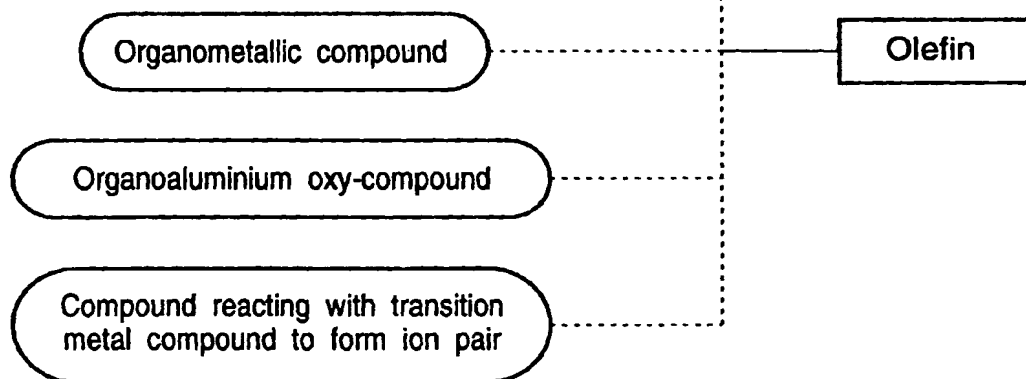 Organometallic compound
Olefin
Organoaluminium oxy-compound
Compound reacting with transition
metal compound to form ion pair